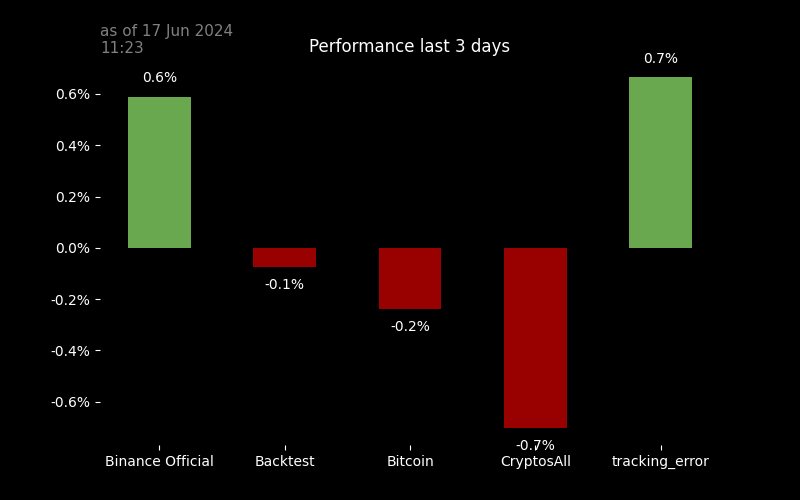 as of 17 Jun 2024
11:23
Performance last 3 days
0.6%
0.7%
0.6%
0.4%
0.2%
0.0%
-0.1%
-0.2%
-0.2%
-0.4%
-0.6%
-0.7%
Binance Official
Backtest
Bitcoin
CryptosAll
tracking_error